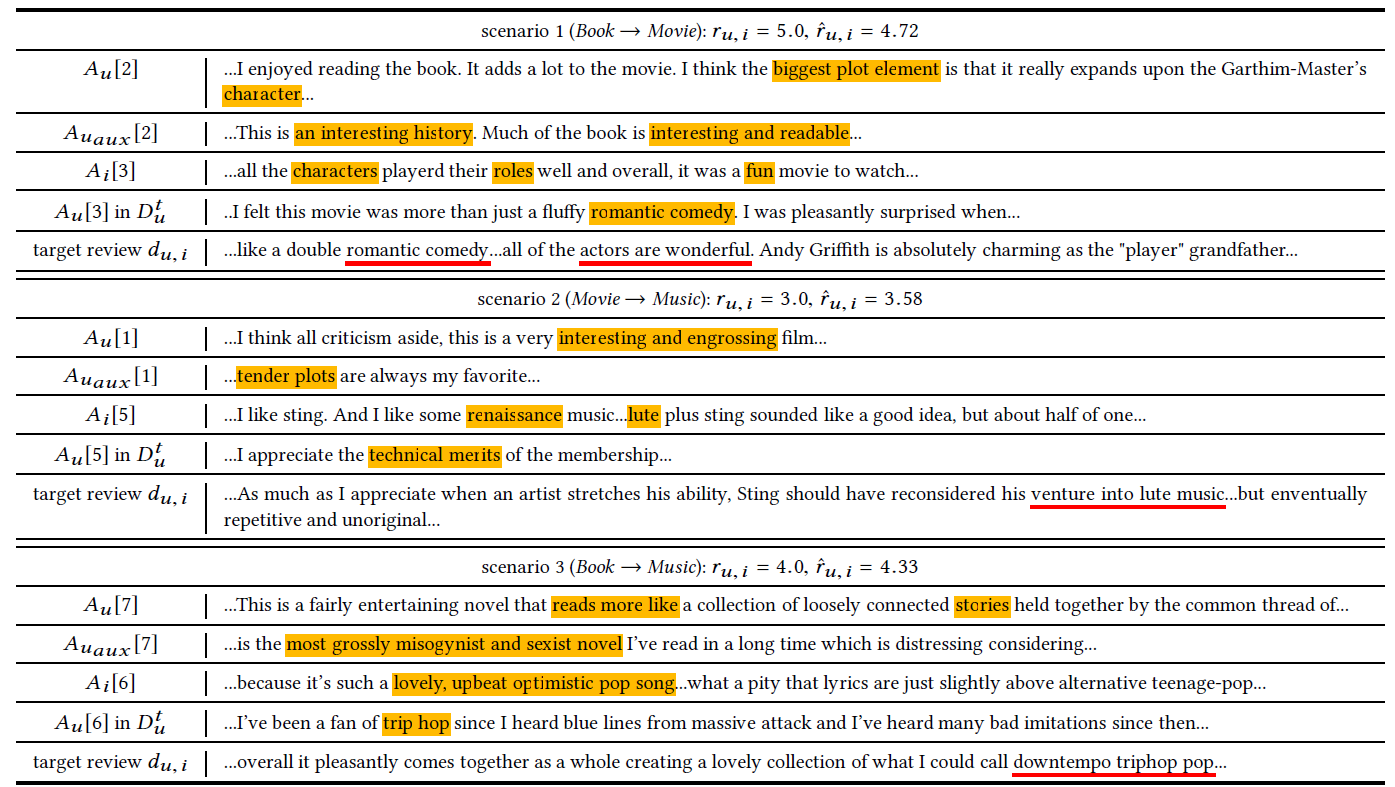 scenario 1 (Book → Movie): r_{u,i} = 5.0, r̂_{u,i} = 4.72
A_u[2] ...I enjoyed reading the book. It adds a lot to the movie. I think the biggest plot element is that it really expands upon the Garthim-Master's
character...
A_{u_{aux}}[2] ...This is an interesting history. Much of the book is interesting and readable...
A_i[3] ...all the characters playerd their roles well and overall, it was a fun movie to watch...
A_u[3] in D_u^t ..I felt this movie was more than just a fluffy romantic comedy. I was pleasantly surprised when...
target review d_{u,i} ...like a double romantic comedy...all of the actors are wonderful. Andy Griffith is absolutely charming as the "player" grandfather...
scenario 2 (Movie → Music): r_{u,i} = 3.0, r̂_{u,i} = 3.58
A_u[1] ...I think all criticism aside, this is a very interesting and engrossing film...
A_{u_{aux}}[1] ...tender plots are always my favorite...
A_i[5] ...I like sting. And I like some renaissance music...lute plus sting sounded like a good idea, but about half of one...
A_u[5] in D_u^t ...I appreciate the technical merits of the membership...
target review d_{u,i} ...As much as I appreciate when an artist stretches his ability, Sting should have reconsidered his venture into lute music...but enventually
repetitive and unoriginal...
scenario 3 (Book → Music): r_{u,i} = 4.0, r̂_{u,i} = 4.33
A_u[7] ...This is a fairly entertaining novel that reads more like a collection of loosely connected stories held together by the common thread of...
A_{u_{aux}}[7] ...is the most grossly misogynist and sexist novel I've read in a long time which is distressing considering...
A_i[6] ...because it's such a lovely, upbeat optimistic pop song...what a pity that lyrics are just slightly above alternative teenage-pop...
A_u[6] in D_u^t ...I've been a fan of trip hop since I heard blue lines from massive attack and I've heard many bad imitations since then...
target review d_{u,i} ...overall it pleasantly comes together as a whole creating a lovely collection of what I could call downtempo triphop pop...